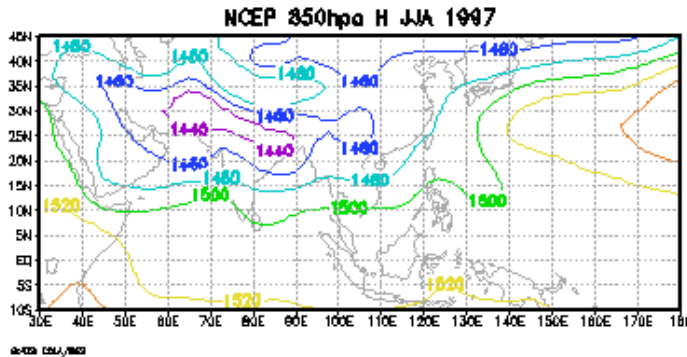 NCEP 850hpa H JJA 1997
45N
1480 1480 1460
40N
1460 1480 1460
35N
30N
1460
25N
1440
1440 1460
20N
1460
15N
1480 1480
1500 1500
10N 1520 1500
5N
EQ
5S
1520 1520
10S
30E 40E 50E 60E 70E 80E 90E 100E 110E 120E 130E 140E 150E 160E 170E